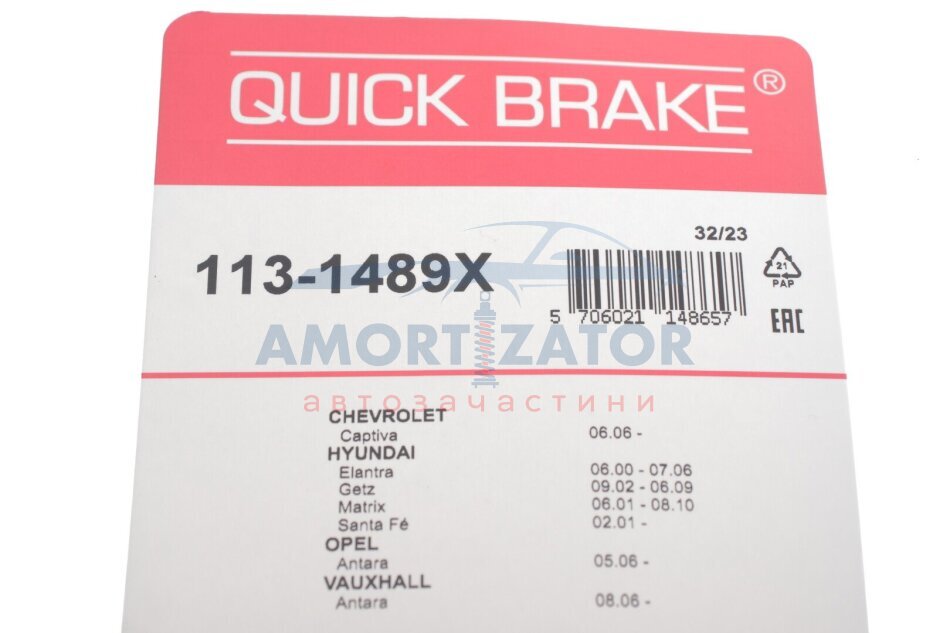 QUICK BRAKE®
32/23
113-1489X
21
PAP
5 706021 148657
EAC
AMORTIZATOR
автозачастини
CHEVROLET
Captiva 06.06 -
HYUNDAI
Elantra 06.00 - 07.06
Getz 09.02 - 06.09
Matrix 06.01 - 08.10
Santa Fé 02.01 -
OPEL
Antara 05.06 -
VAUXHALL
Antara 08.06 -